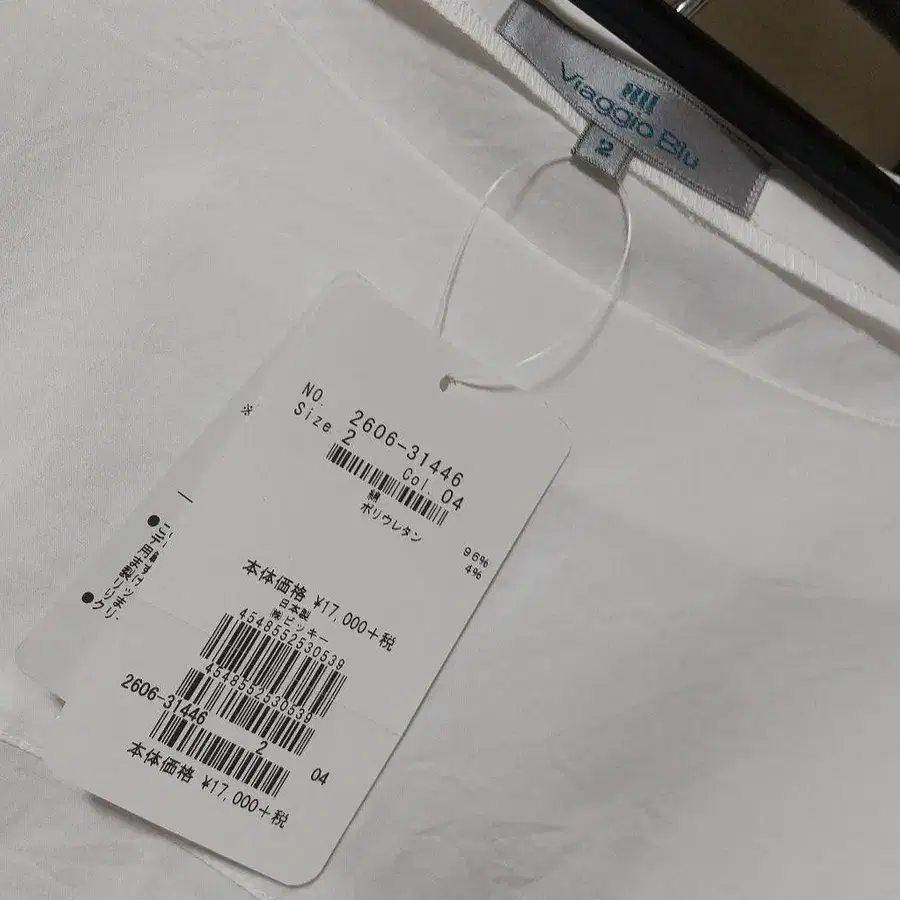 Viaggio Blu
2
NO. 2606-31446
Size 2
Col. 04
綿 96%
ポリウレタン 4%
本体価格 ¥17,000+税
日本製
㈱ビッキー
4548552530539
4548552530539
2606-31446
2 04
本体価格 ¥17,000+税
※